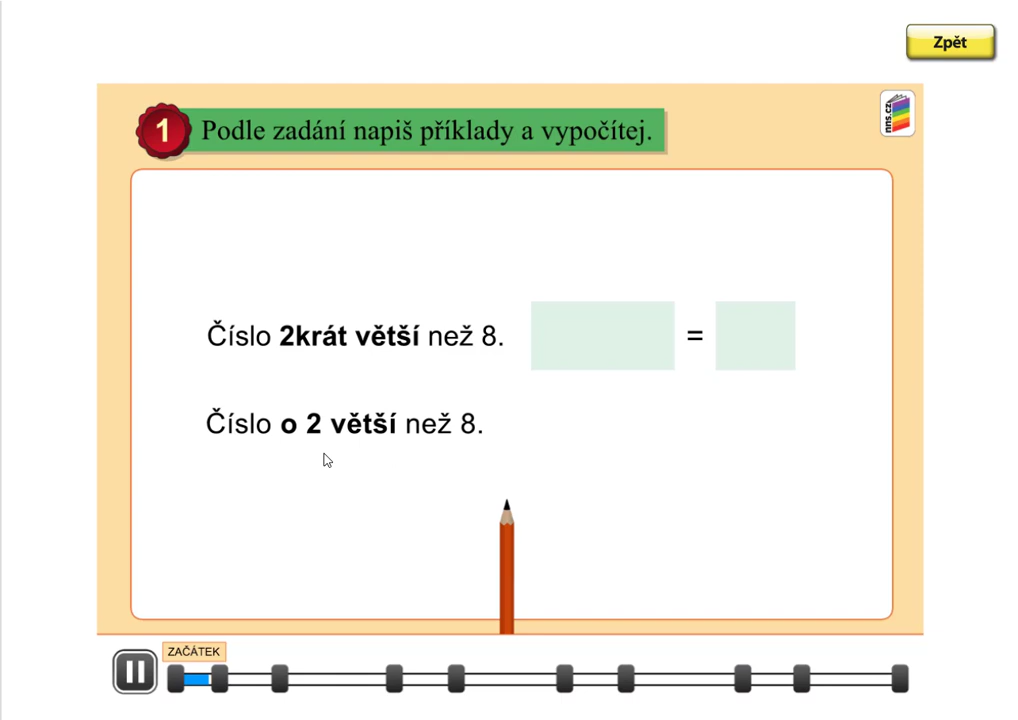 Zpět
1 Podle zadání napiš příklady a vypočítej.
nns.cz
Číslo 2krát větší než 8. =
Číslo o 2 větší než 8.
ZAČÁTEK